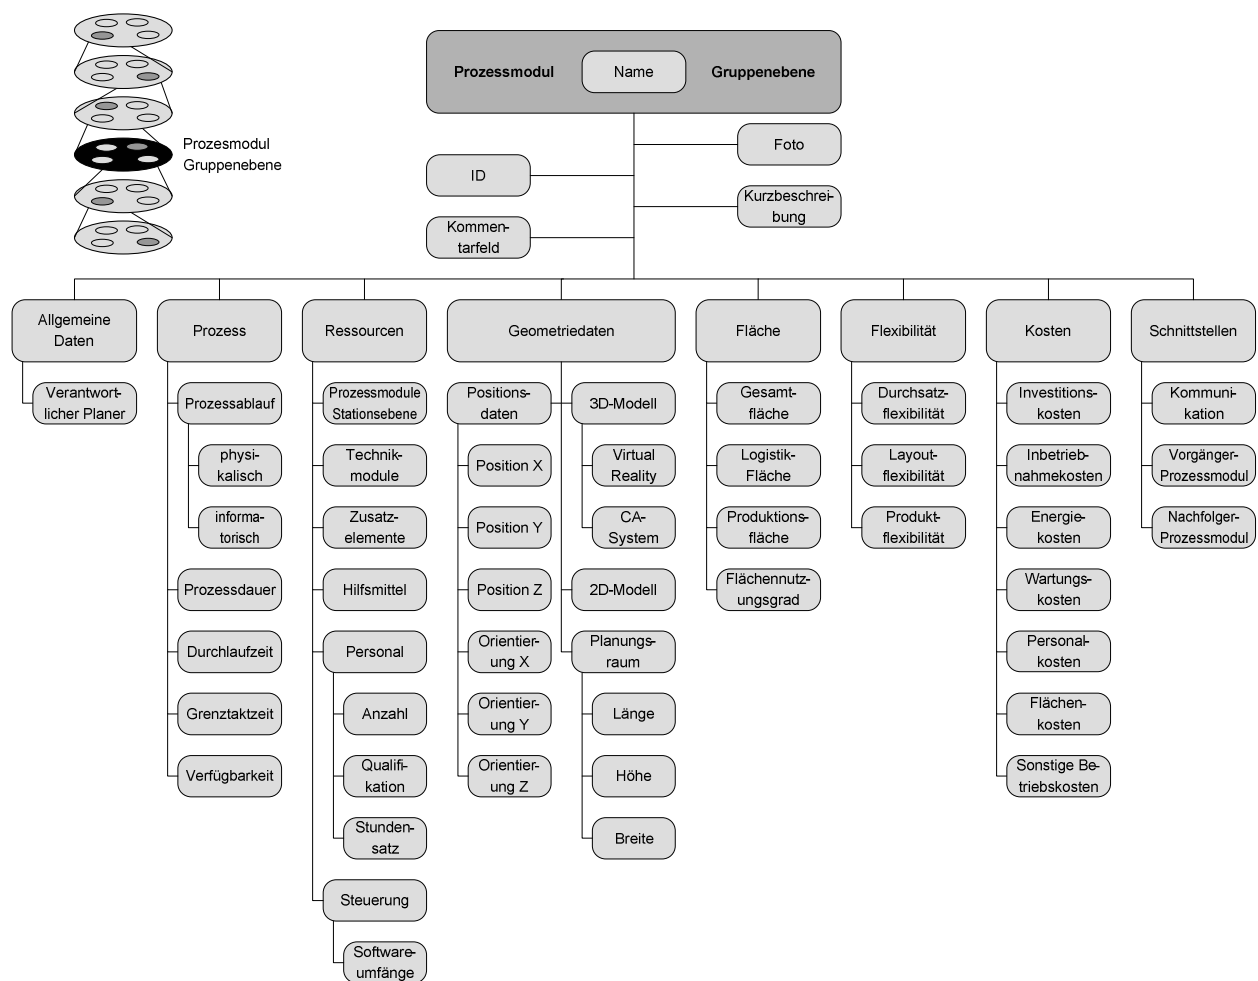 Prozessmodul
Name
Gruppenebene
Prozesmodul
Gruppenebene
Foto
ID
Kurzbeschrei-
bung
Kommen-
tarfeld
Allgemeine
Daten
Verantwort-
licher Planer
Prozess
Prozessablauf
physi-
kalisch
informa-
torisch
Prozessdauer
Durchlaufzeit
Grenztaktzeit
Verfügbarkeit
Ressourcen
Prozessmodule
Stationsebene
Technik-
module
Zusatz-
elemente
Hilfsmittel
Personal
Anzahl
Qualifi-
kation
Stunden-
satz
Steuerung
Software-
umfänge
Geometriedaten
Positions-
daten
Position X
Position Y
Position Z
Orientier-
ung X
Orientier-
ung Y
Orientier-
ung Z
3D-Modell
Virtual
Reality
CA-
System
2D-Modell
Planungs-
raum
Länge
Höhe
Breite
Fläche
Gesamt-
fläche
Logistik-
Fläche
Produktions-
fläche
Flächennutz-
ungsgrad
Flexibilität
Durchsatz-
flexibilität
Layout-
flexibilität
Produkt-
flexibilität
Kosten
Investitions-
kosten
Inbetrieb-
nahmekosten
Energie-
kosten
Wartungs-
kosten
Personal-
kosten
Flächen-
kosten
Sonstige Be-
triebskosten
Schnittstellen
Kommuni-
kation
Vorgänger-
Prozessmodul
Nachfolger-
Prozessmodul